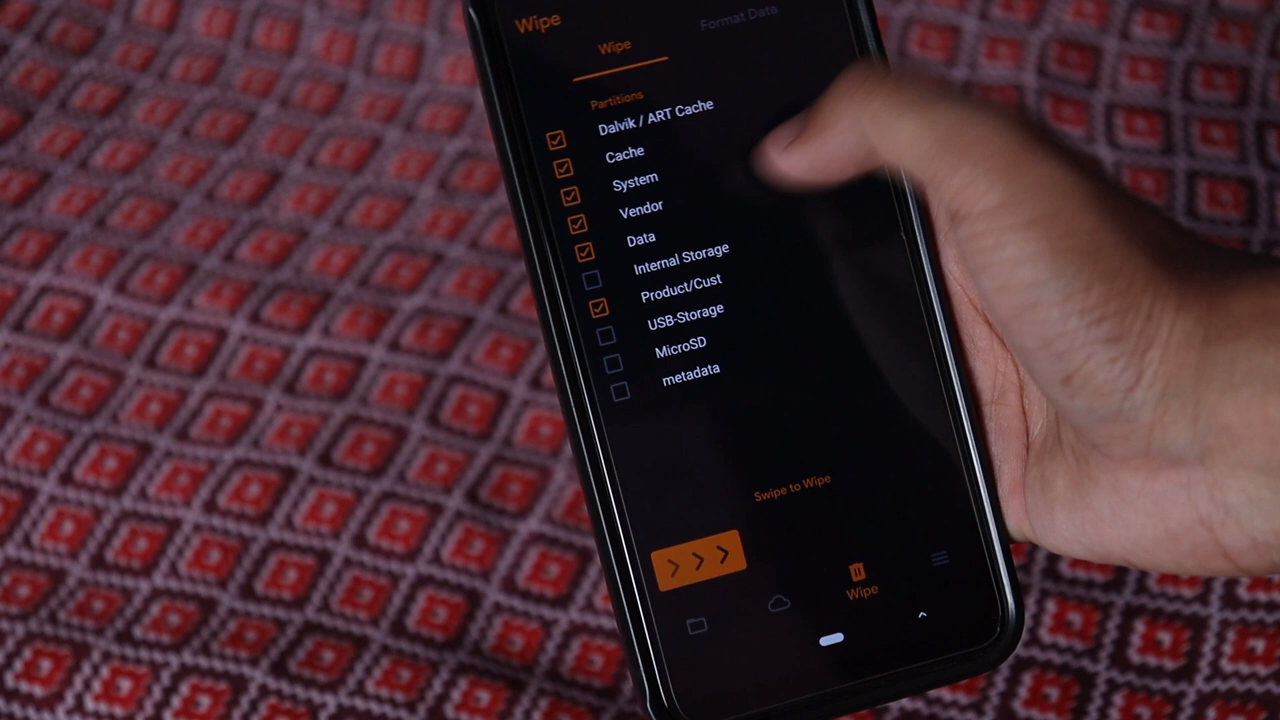 Wipe
Wipe
Format Data
Partitions
Dalvik / ART Cache
Cache
System
Vendor
Data
Internal Storage
Product/Cust
USB-Storage
MicroSD
metadata
Swipe to Wipe
Wipe